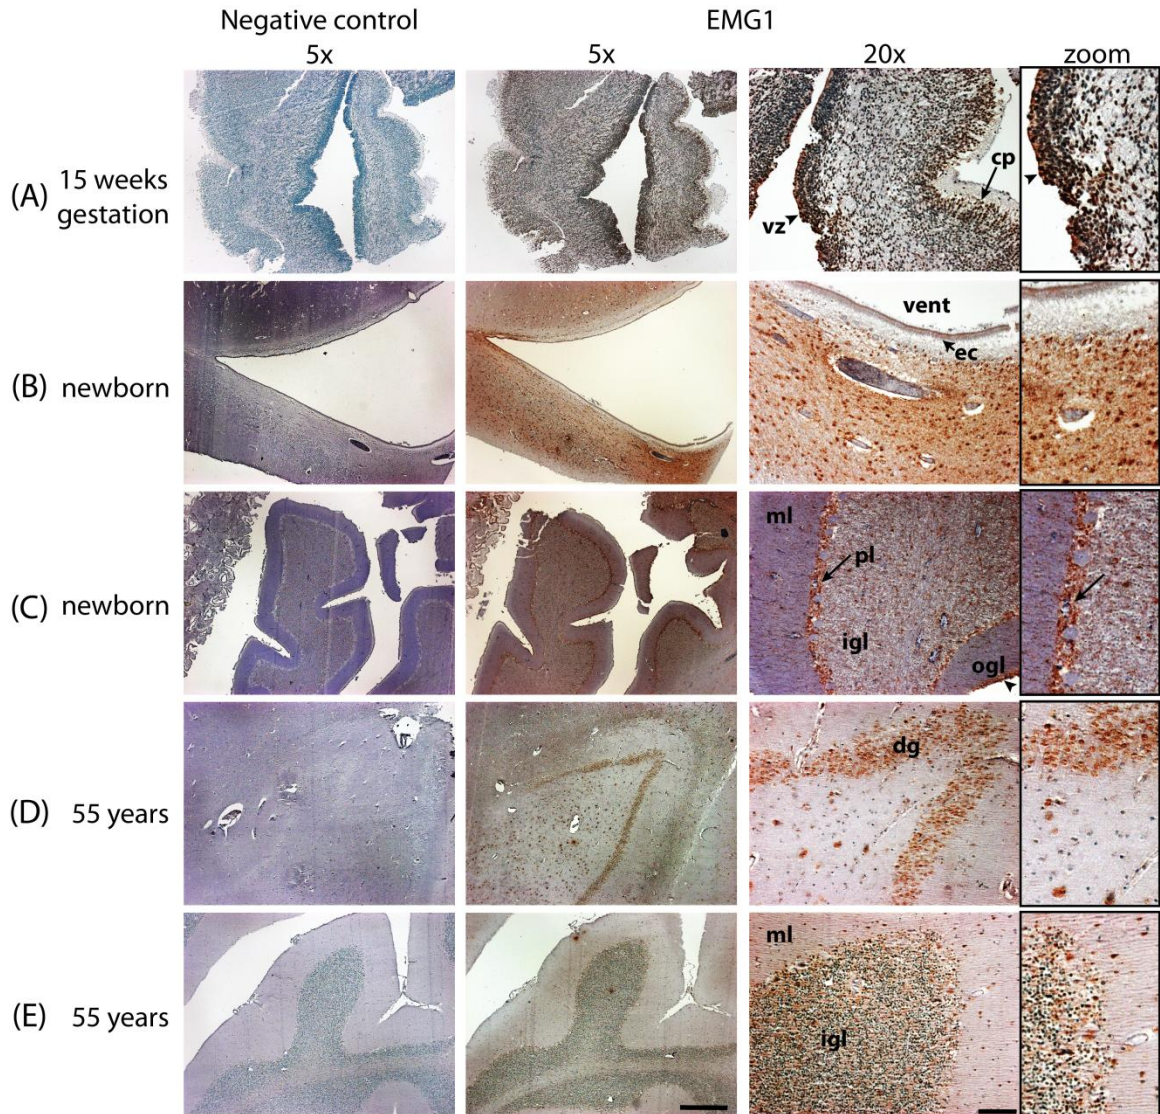 Negative control EMG1
5x 5x 20x zoom
(A) 15 weeks gestation
cp
vz
(B) newborn
vent
ec
(C) newborn
ml
pl
igl
ogl
(D) 55 years
dg
(E) 55 years
ml
igl